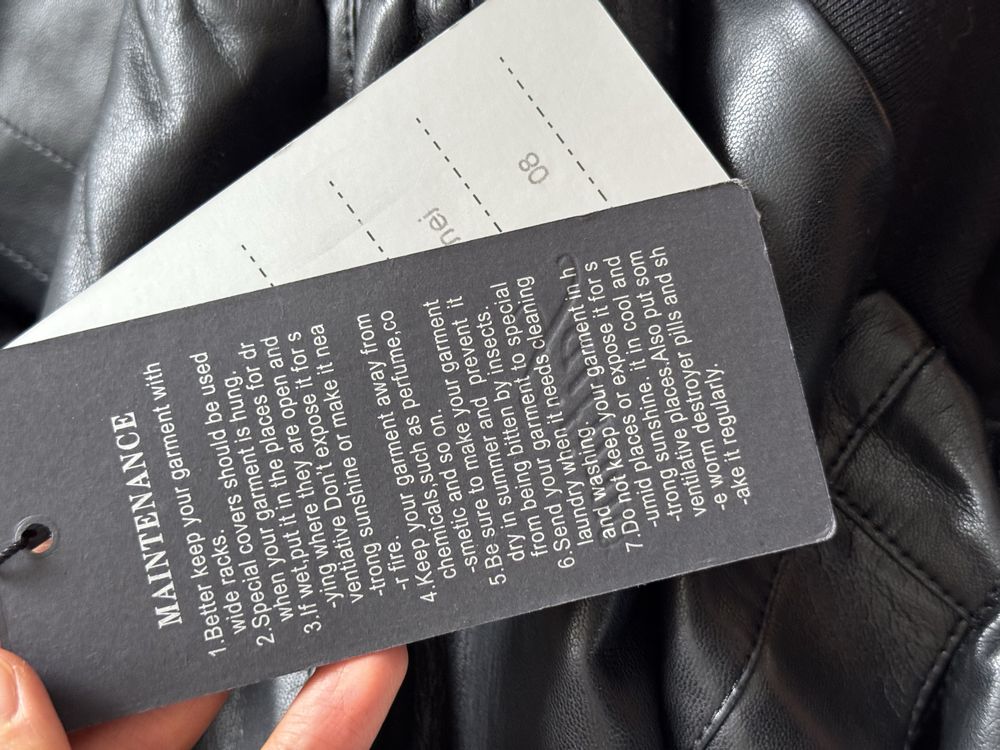 MAINTENANCE
1.Better keep your garment with
wide racks.
2.Special covers should be used
when your garment is hung.
3.If wet,put it in the places for dr
-ying where they are open and
ventiative Don't expose it for s
-trong sunshine or make it nea
-r fire.
4.Keep your garment away from
chemicals,such as perfume,co
-smetic and so on.
5.Be sure to make your garment
dry in summer and prevent it
from being bitten by insects.
6.Send your garment to special
laundry when it needs cleaning
and washing.
7.Do not keep your garment in h
-umid places or expose it for s
-trong sunshine. it in cool and
ventilative places.Also put som
-e worm destroyer pills and sh
-ake it regularly.
08
nei